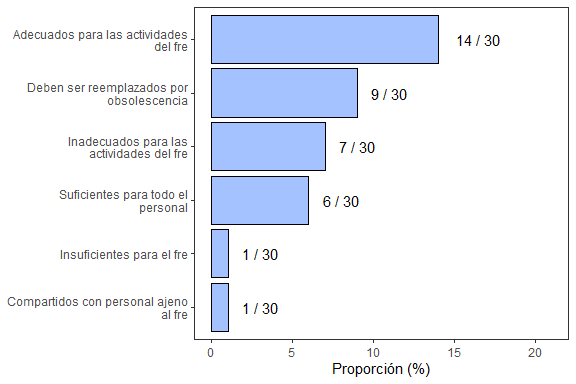 Adecuados para las actividades
del fre
14 / 30
Deben ser reemplazados por
obsolescencia
9 / 30
Inadecuados para las
actividades del fre
7 / 30
Suficientes para todo el
personal
6 / 30
Insuficientes para el fre
1 / 30
Compartidos con personal ajeno
al fre
1 / 30
0 5 10 15 20
Proporción (%)